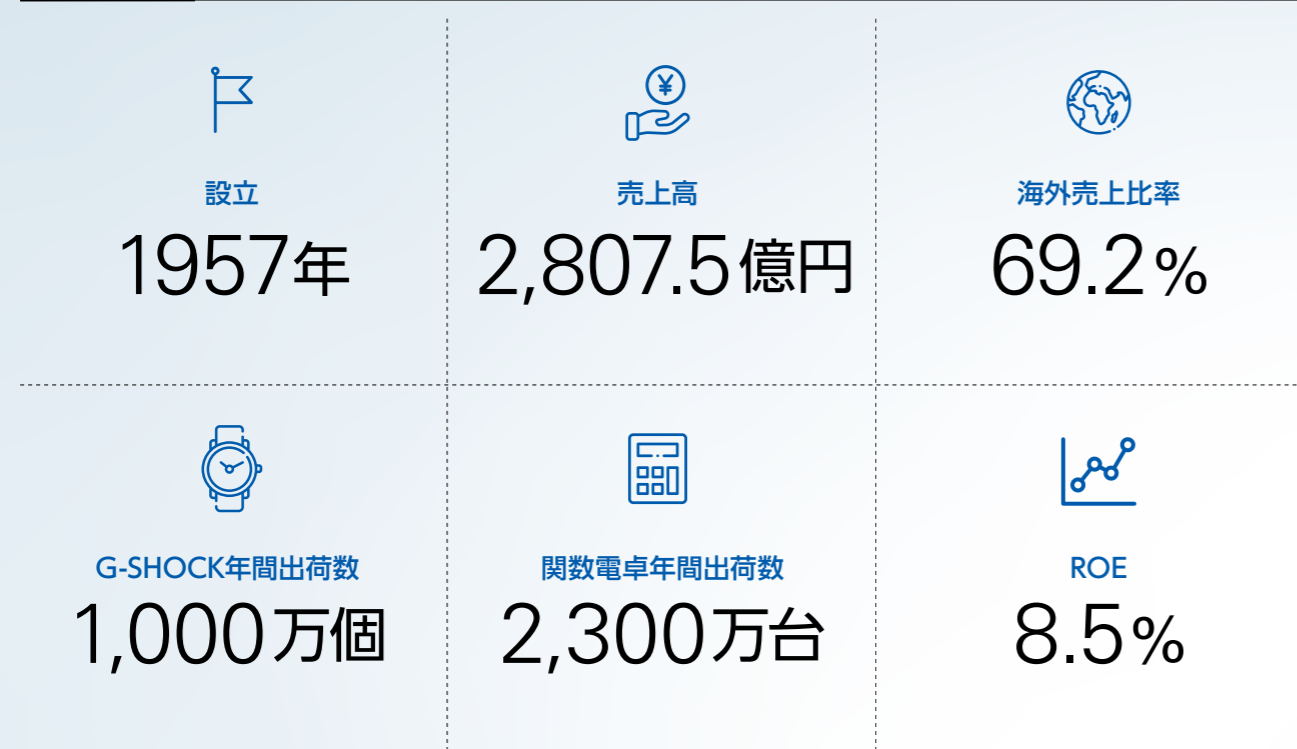 設立
1957年
売上高
2,807.5億円
海外売上比率
69.2%
G-SHOCK年間出荷数
1,000万個
関数電卓年間出荷数
2,300万台
ROE
8.5%